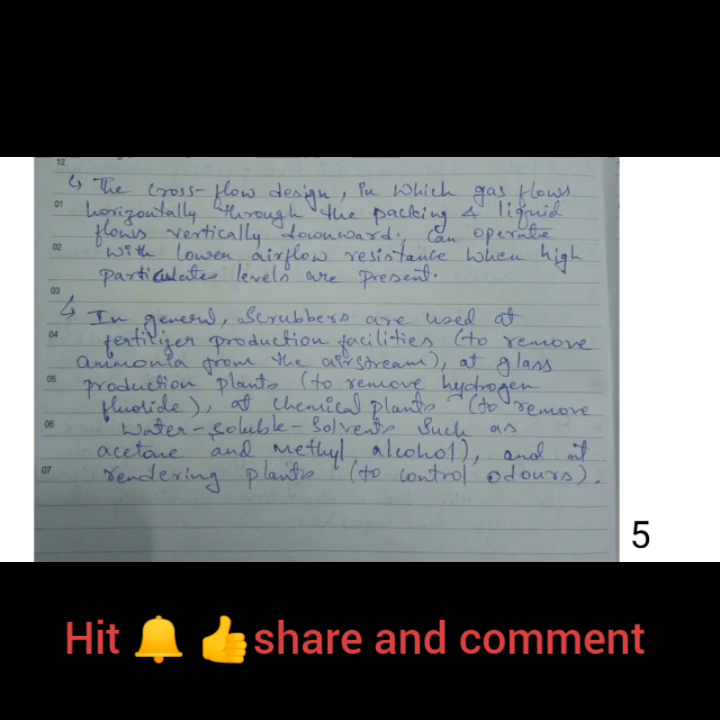 12
↳ The cross-flow design, in which gas flows
01 horizontally through the packing & liquid
flows vertically downward, can operate
02 with lower airflow resistance when high
particulates levels are present.
03
↳ In general, Scrubbers are used at
04 fertilizer production facilities (to remove
ammonia from the airstream), at glass
05 production plants (to remove hydrogen
fluoride), at chemical plants (to remove
06 water-soluble-solvents such as
acetone and methyl alcohol), and at
07 rendering plants (to control odours).
5
Hit 🔔 👍share and comment